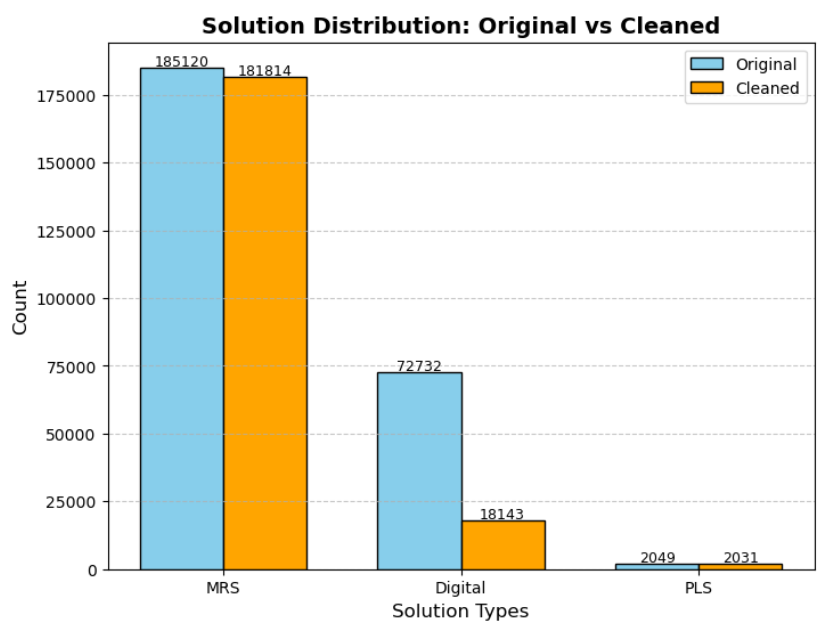 Solution Distribution: Original vs Cleaned
Original
Cleaned
185120
181814
72732
18143
2049
2031
175000
150000
125000
100000
75000
50000
25000
0
Count
MRS
Digital
PLS
Solution Types